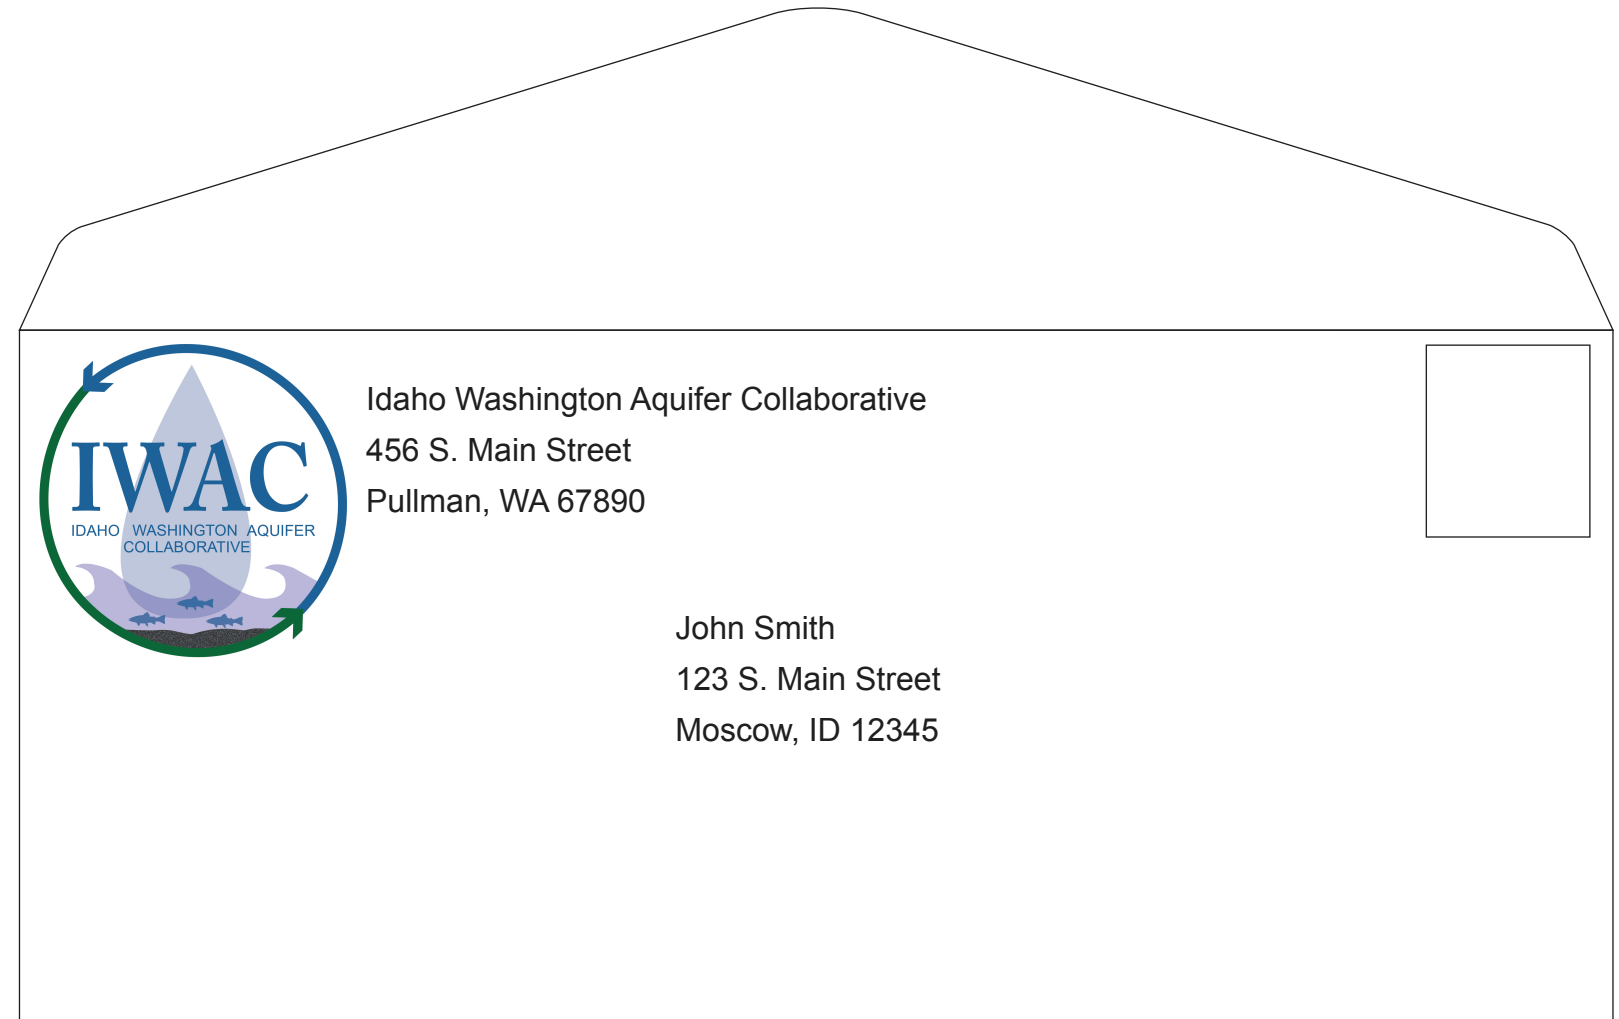 IWAC
IDAHO WASHINGTON AQUIFER
COLLABORATIVE
Idaho Washington Aquifer Collaborative
456 S. Main Street
Pullman, WA 67890
John Smith
123 S. Main Street
Moscow, ID 12345